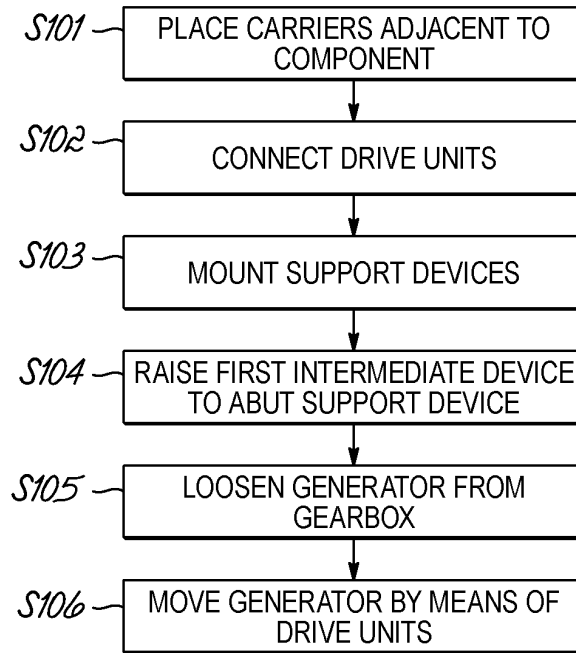 S101
PLACE CARRIERS ADJACENT TO
COMPONENT
S102
CONNECT DRIVE UNITS
S103
MOUNT SUPPORT DEVICES
S104
RAISE FIRST INTERMEDIATE DEVICE
TO ABUT SUPPORT DEVICE
S105
LOOSEN GENERATOR FROM
GEARBOX
S106
MOVE GENERATOR BY MEANS OF
DRIVE UNITS